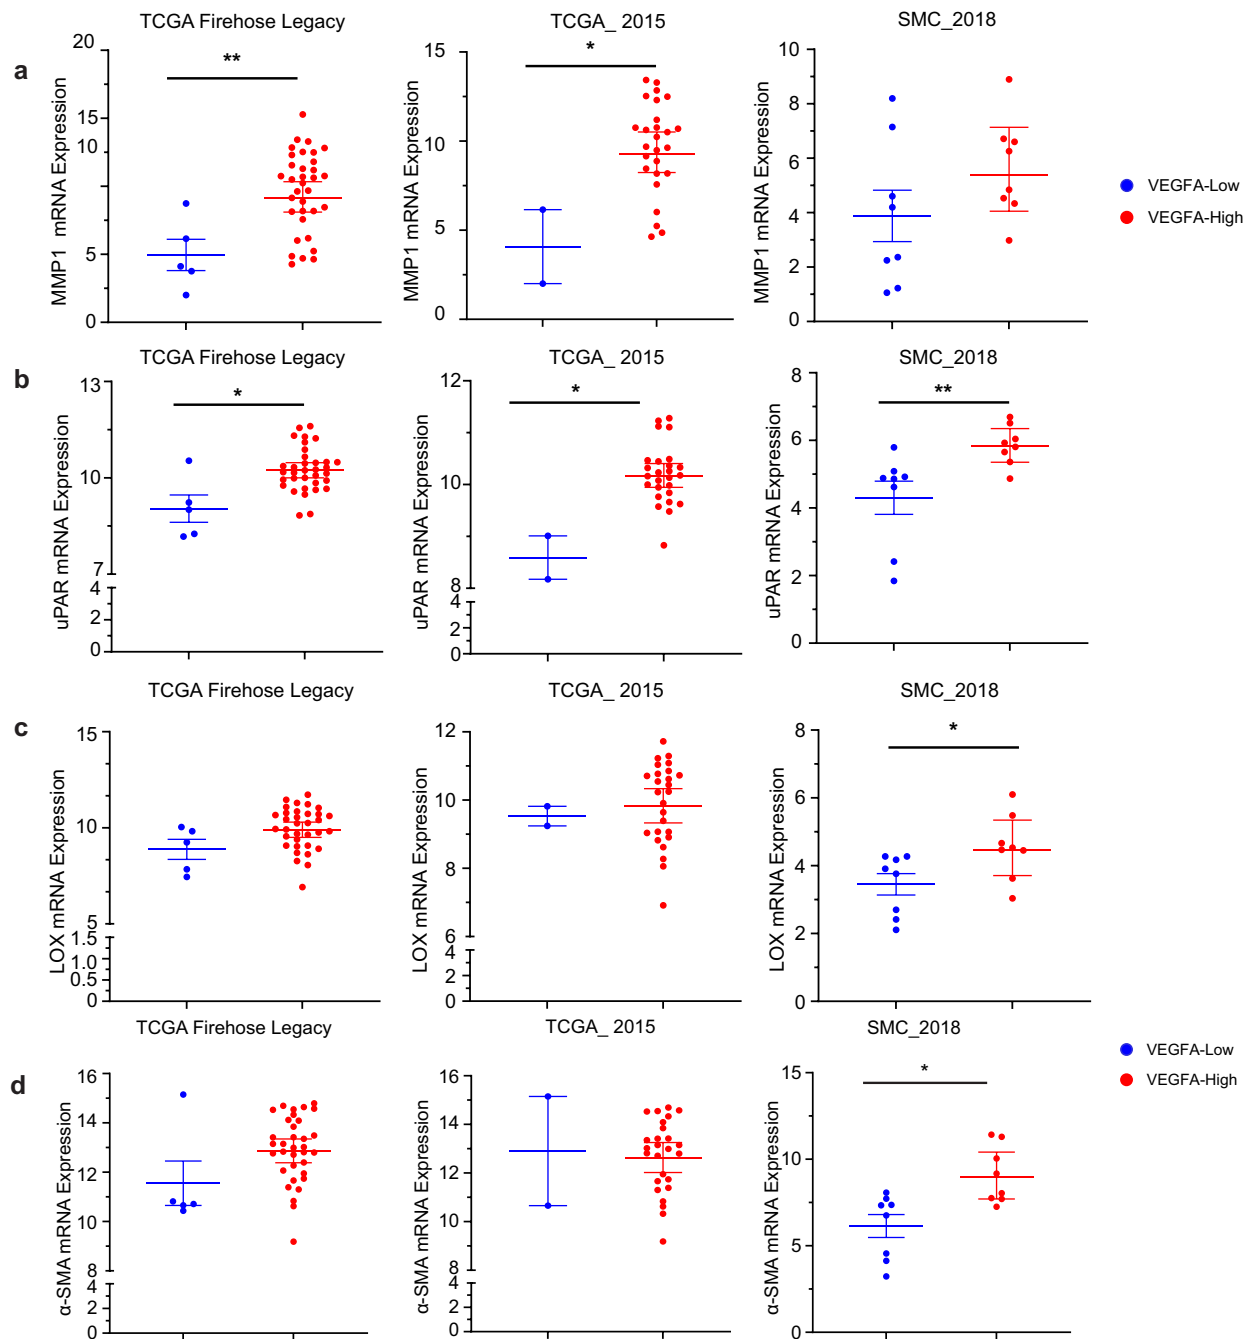 TCGA Firehose Legacy
TCGA_ 2015
SMC_2018
a
**
*
MMP1 mRNA Expression
20
15
10
5
0
MMP1 mRNA Expression
15
10
5
0
MMP1 mRNA Expression
10
8
6
4
2
0
VEGFA-Low
VEGFA-High
TCGA Firehose Legacy
TCGA_ 2015
SMC_2018
b
*
*
**
uPAR mRNA Expression
13
10
7
4
2
0
uPAR mRNA Expression
12
10
8
4
2
0
uPAR mRNA Expression
8
6
4
2
0
TCGA Firehose Legacy
TCGA_ 2015
SMC_2018
c
*
LOX mRNA Expression
15
10
5
1.5
1.0
0.5
0
LOX mRNA Expression
12
10
8
6
4
2
0
LOX mRNA Expression
8
6
4
2
0
TCGA Firehose Legacy
TCGA_ 2015
SMC_2018
d
*
α-SMA mRNA Expression
16
14
12
10
8
4
2
0
α-SMA mRNA Expression
16
14
12
10
8
4
2
0
α-SMA mRNA Expression
15
10
5
0
VEGFA-Low
VEGFA-High